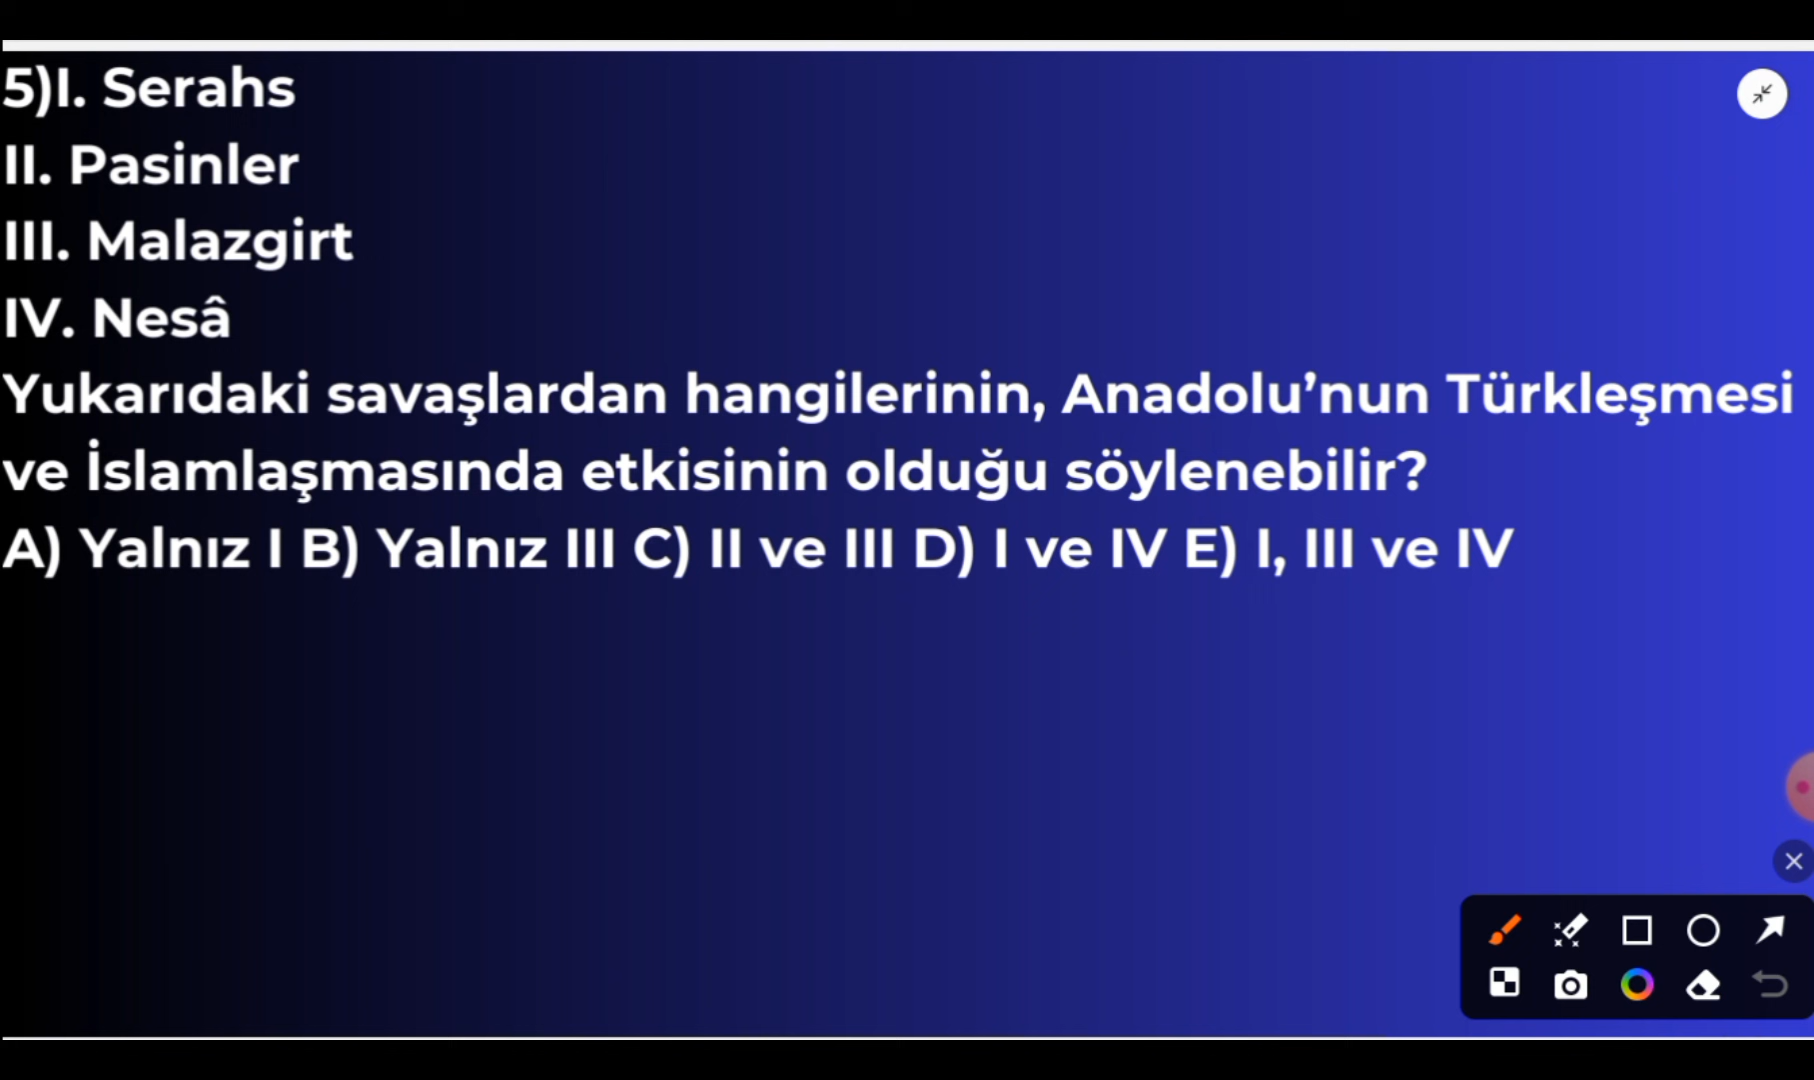 5)I. Serahs
II. Pasinler
III. Malazgirt
IV. Nesâ
Yukarıdaki savaşlardan hangilerinin, Anadolu’nun Türkleşmesi
ve İslamlaşmasında etkisinin olduğu söylenebilir?
A) Yalnız I B) Yalnız III C) II ve III D) I ve IV E) I, III ve IV